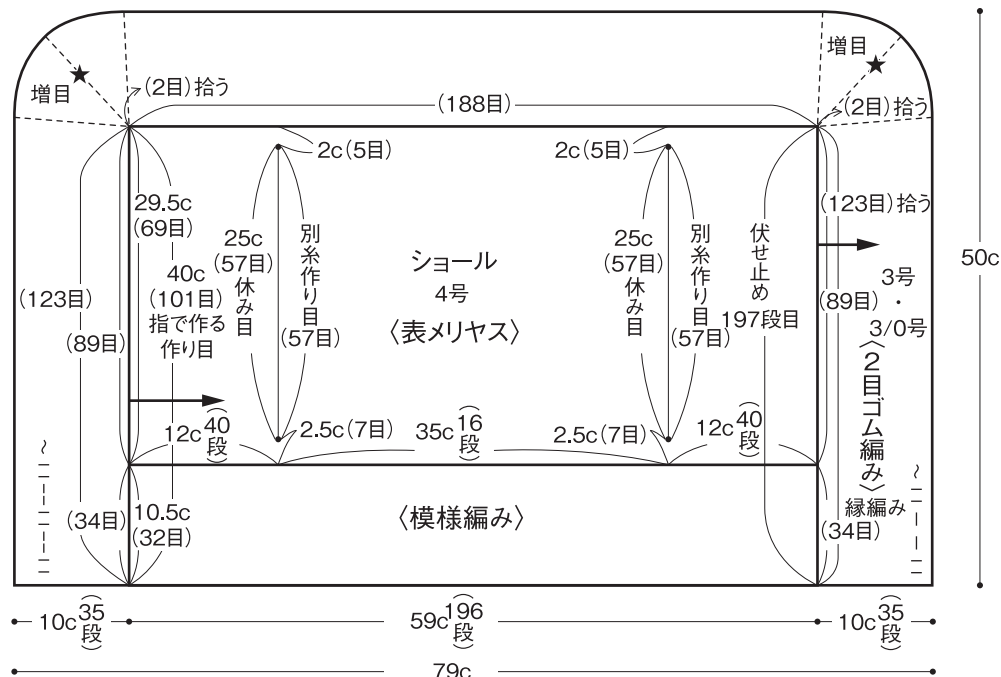 増目
★
(2目)拾う
(188目)
増目
★
(2目)拾う
2c(5目)
2c(5目)
29.5c
(69目)
40c
(101目)
指で作る
作り目
(123目)
(89目)
25c
(57目)
休み目
別糸作り目
(57目)
ショール
4号
〈表メリヤス〉
25c
(57目)
休み目
別糸作り目
(57目)
伏せ止め
197段目
(123目)拾う
(89目)
3号
・
3/0号
〈2目ゴム編み〉
縁編み
50c
12c(40段)
2.5c(7目)
35c(16段)
2.5c(7目)
12c(40段)
(34目)
10.5c
(32目)
〈模様編み〉
(34目)
〜||--||
〜||--||
10c(35段)
59c(196段)
10c(35段)
79c